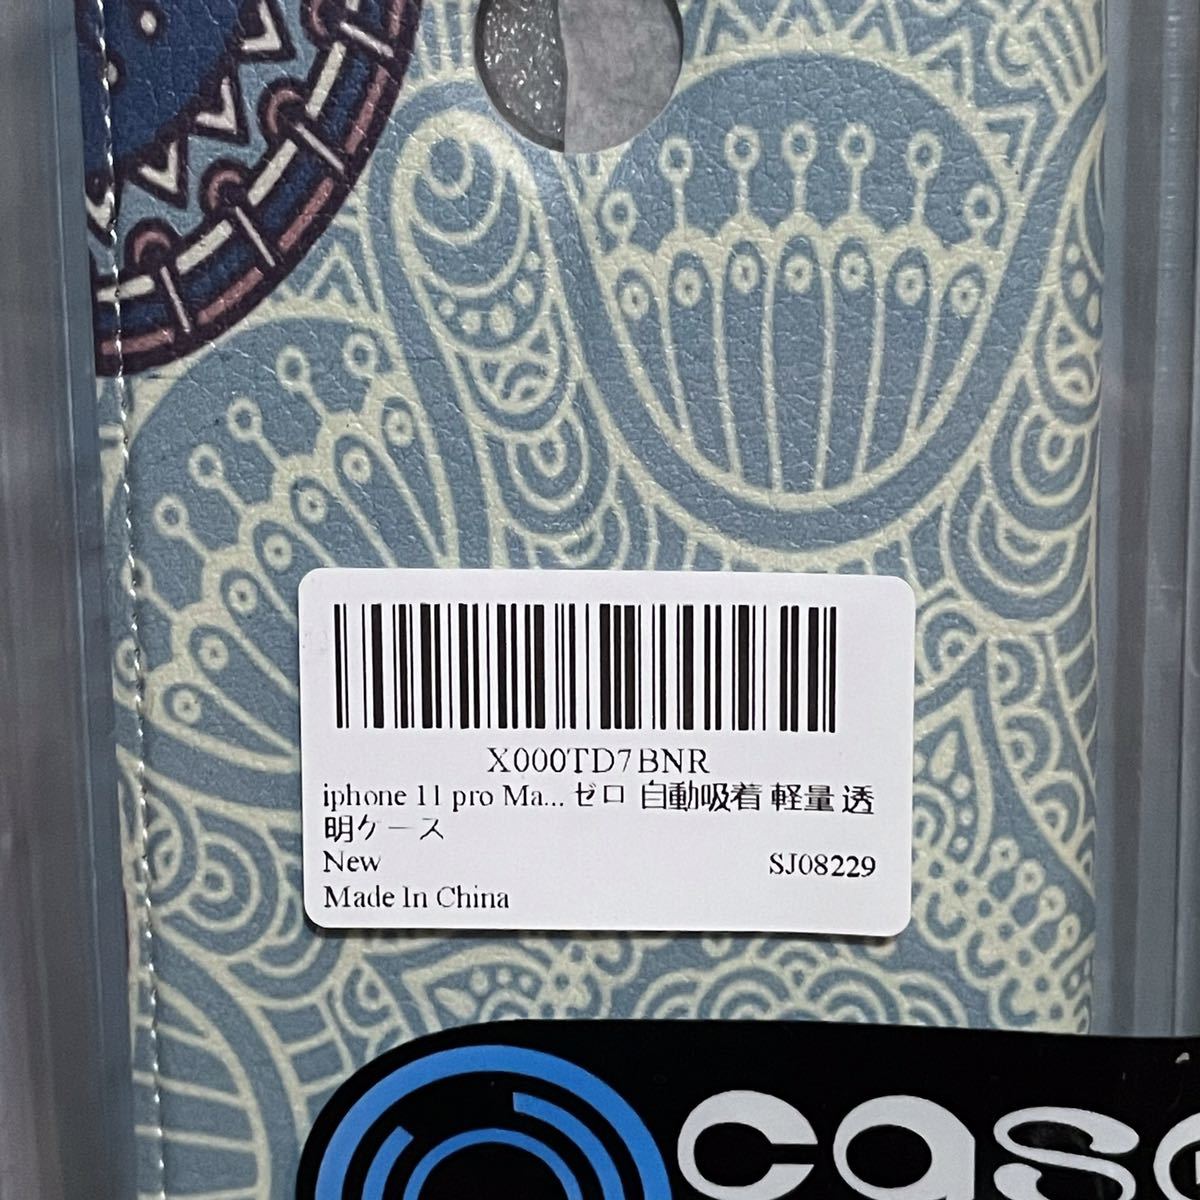 X000TD7BNR
iphone 11 pro Ma... ゼロ 自動吸着 軽量 透
明ケース
New SJ08229
Made In China